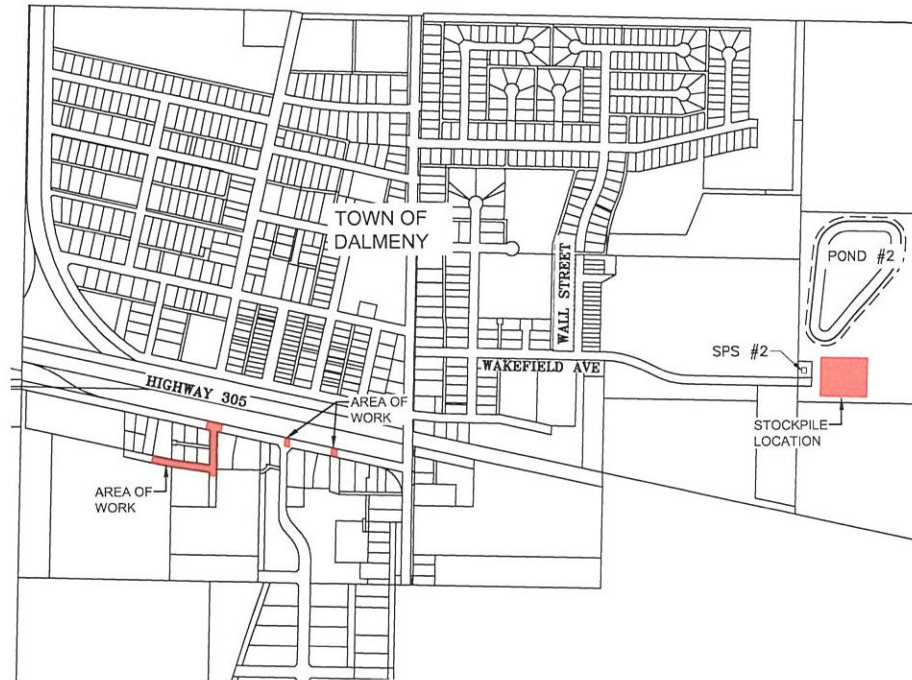 TOWN OF
DALMENY
POND #2
WALL STREET
SPS #2
WAKEFIELD AVE
HIGHWAY 305
AREA OF
WORK
STOCKPILE
LOCATION
AREA OF
WORK